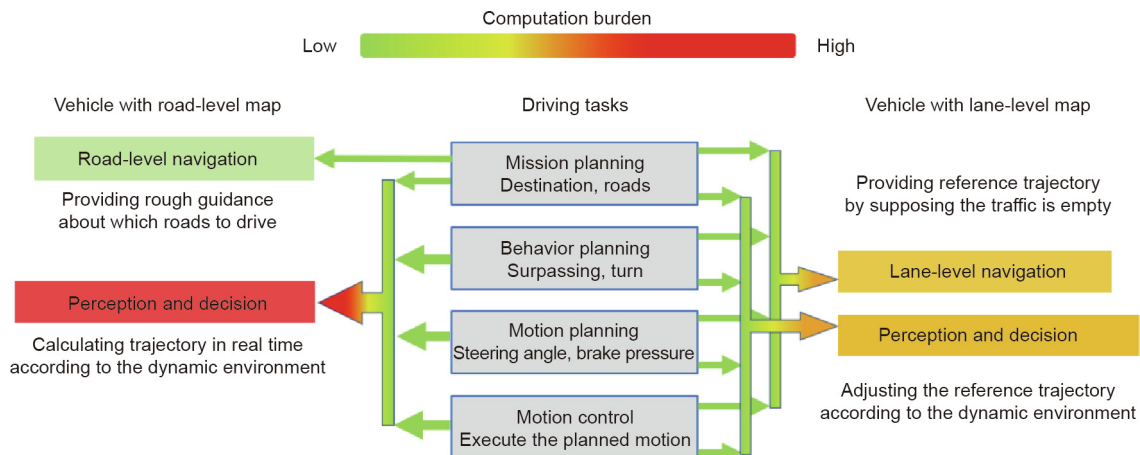 Computation burden
Low
High
Vehicle with road-level map
Driving tasks
Vehicle with lane-level map
Road-level navigation
Providing rough guidance
about which roads to drive
Perception and decision
Calculating trajectory in real time
according to the dynamic environment
Mission planning
Destination, roads
Behavior planning
Surpassing, turn
Motion planning
Steering angle, brake pressure
Motion control
Execute the planned motion
Providing reference trajectory
by supposing the traffic is empty
Lane-level navigation
Perception and decision
Adjusting the reference trajectory
according to the dynamic environment